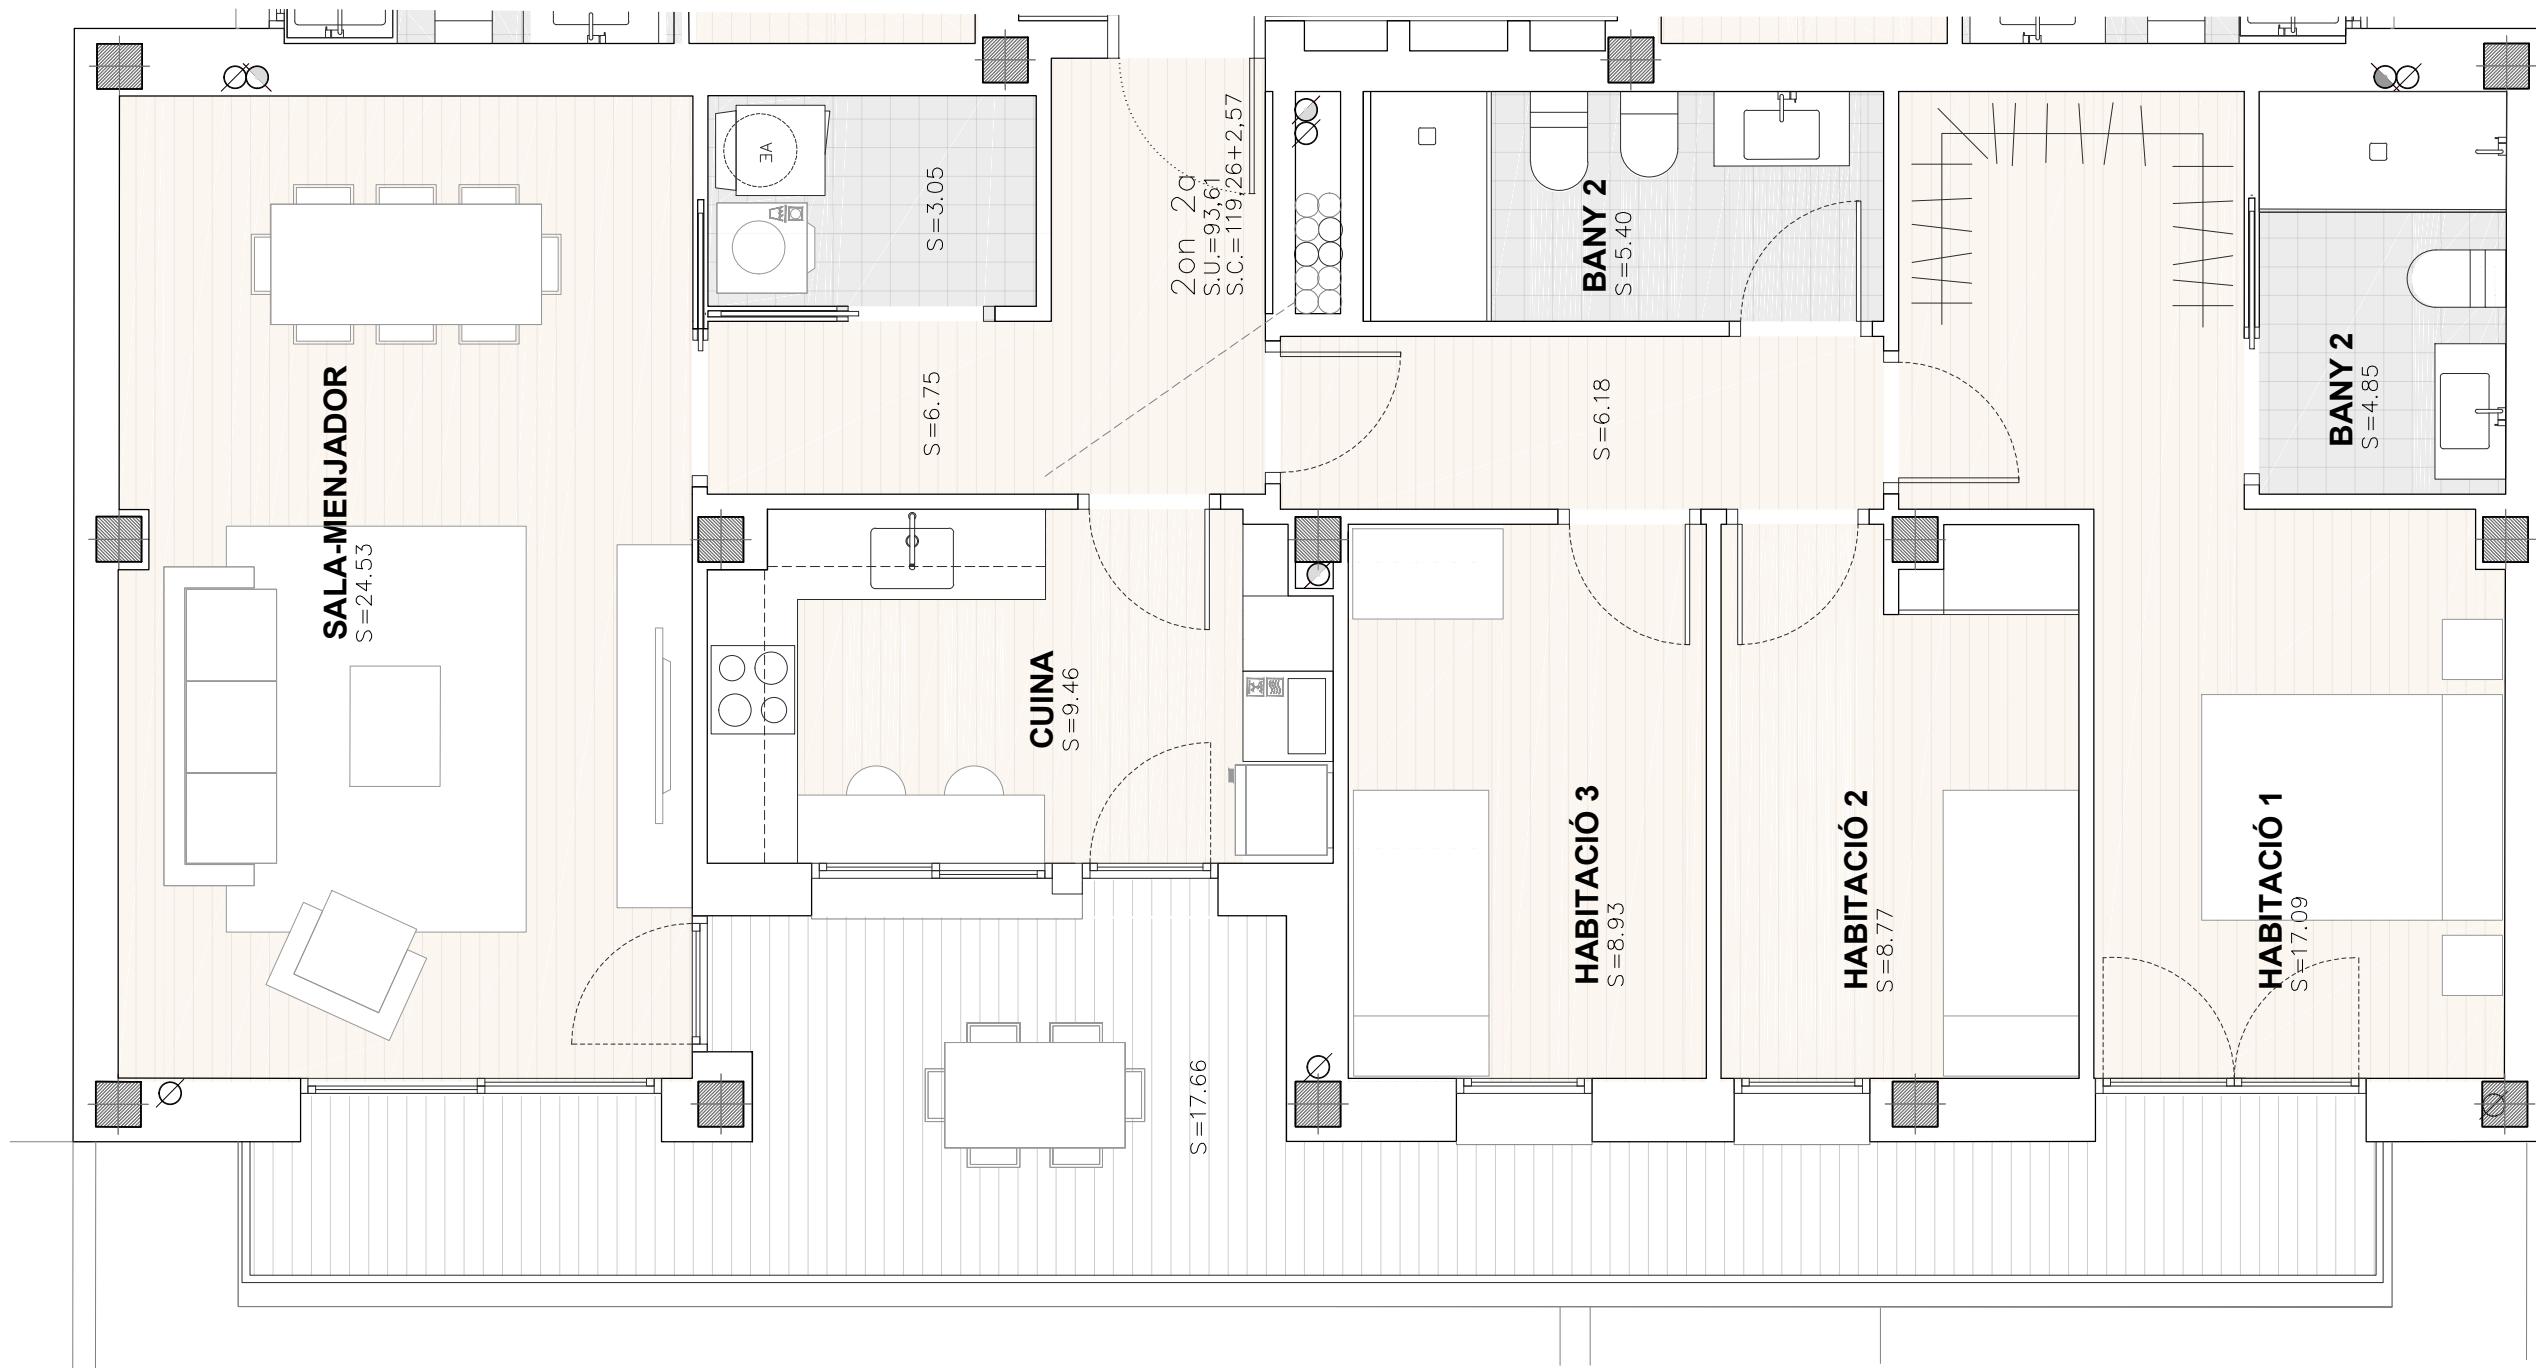 SALA-MENJADOR
S=24.53
S=3.05
S=6.75
2on 2a
S.U.=93,61
S.C.=119,26+2,57
BANY 2
S=5.40
S=6.18
BANY 2
S=4.85
CUINA
S=9.46
HABITACIÓ 3
S=8.93
HABITACIÓ 2
S=8.77
HABITACIÓ 1
S=17.09
S=17.66
AE